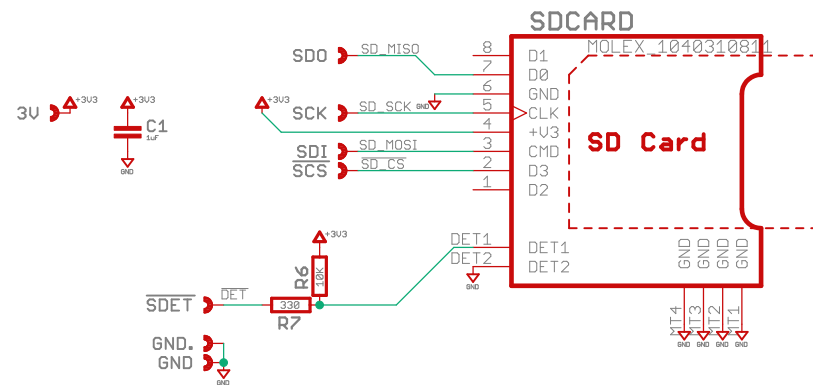 SDCARD
MOLEX_1040310811
SDO SD_MISO 8 D1
7 D0
6 GND
GND
3V +3V3 +3V3 +3V3 SCK SD_SCK 5 CLK
C1
1uF
GND
4 +V3
SD Card
SDI SD_MOSI 3 CMD
SCS SD_CS 2 D3
1 D2
+3V3
DET1 DET1
DET2 DET2
GND
GND GND GND GND
R6
10K
SDET DET 330
R7
MT4 MT3 MT2 MT1
GND GND GND GND
GND.
GND
GND